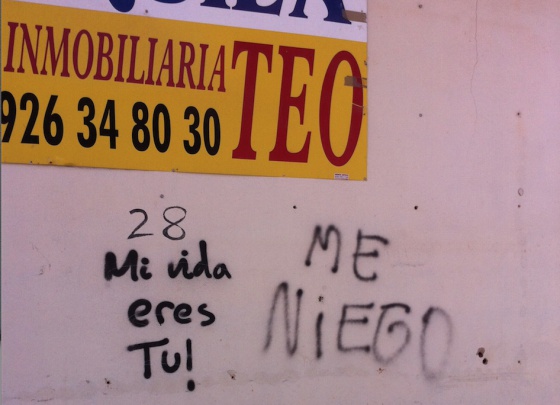 INMOBILIARIA TEO
926 34 80 30
28
Mi vida
eres
Tu!
ME
NiEGO